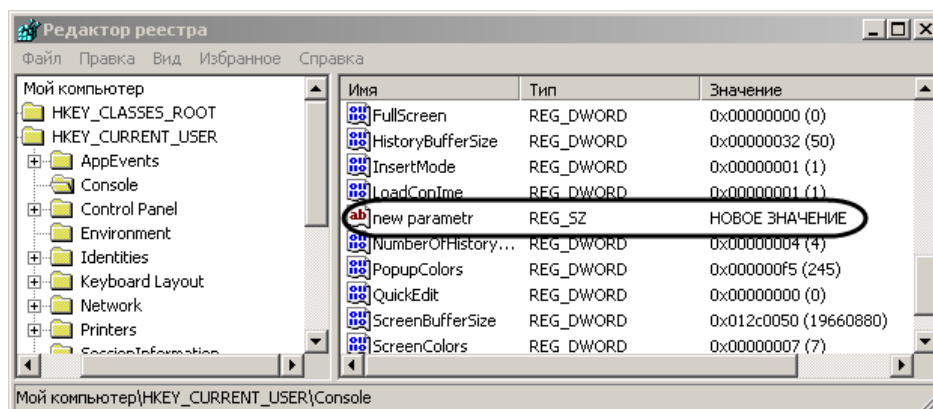 Редактор реестра
Файл Правка Вид Избранное Справка
Мой компьютер
HKEY_CLASSES_ROOT
HKEY_CURRENT_USER
AppEvents
Console
Control Panel
Environment
Identities
Keyboard Layout
Network
Printers
SessionInformation
Имя Тип Значение
FullScreen REG_DWORD 0x00000000 (0)
HistoryBufferSize REG_DWORD 0x00000032 (50)
InsertMode REG_DWORD 0x00000001 (1)
LoadConIme REG_DWORD 0x00000001 (1)
new parametr REG_SZ НОВОЕ ЗНАЧЕНИЕ
NumberOfHistory... REG_DWORD 0x00000004 (4)
PopupColors REG_DWORD 0x000000f5 (245)
QuickEdit REG_DWORD 0x00000000 (0)
ScreenBufferSize REG_DWORD 0x012c0050 (19660880)
ScreenColors REG_DWORD 0x00000007 (7)
Мой компьютер\HKEY_CURRENT_USER\Console